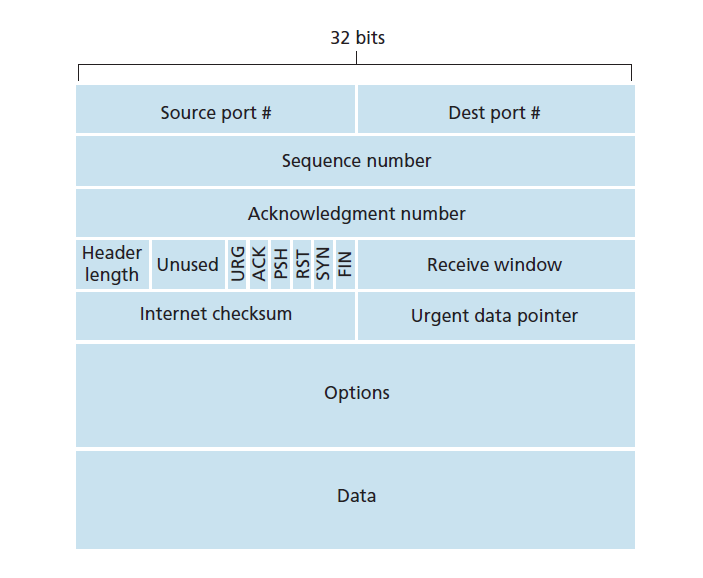 32 bits
Source port #
Dest port #
Sequence number
Acknowledgment number
Header
length
Unused
URG
ACK
PSH
RST
SYN
FIN
Receive window
Internet checksum
Urgent data pointer
Options
Data